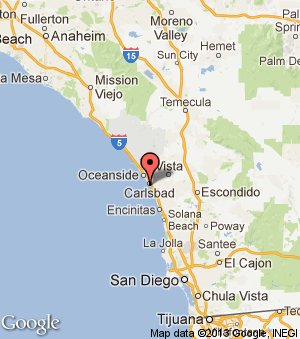 Fullerton
Moreno
Valley
Beach
Anaheim
15
Sun City
Hemet
Palm De
La Mesa
Mission
Viejo
Temecula
5
Oceanside
Vista
Carlsbad
Escondido
Encinitas
Solana
Beach
Poway
La Jolla
Santee
El Cajon
San Diego
Chula Vista
Google
Tijuana
Map data ©2013 Google, INEGI